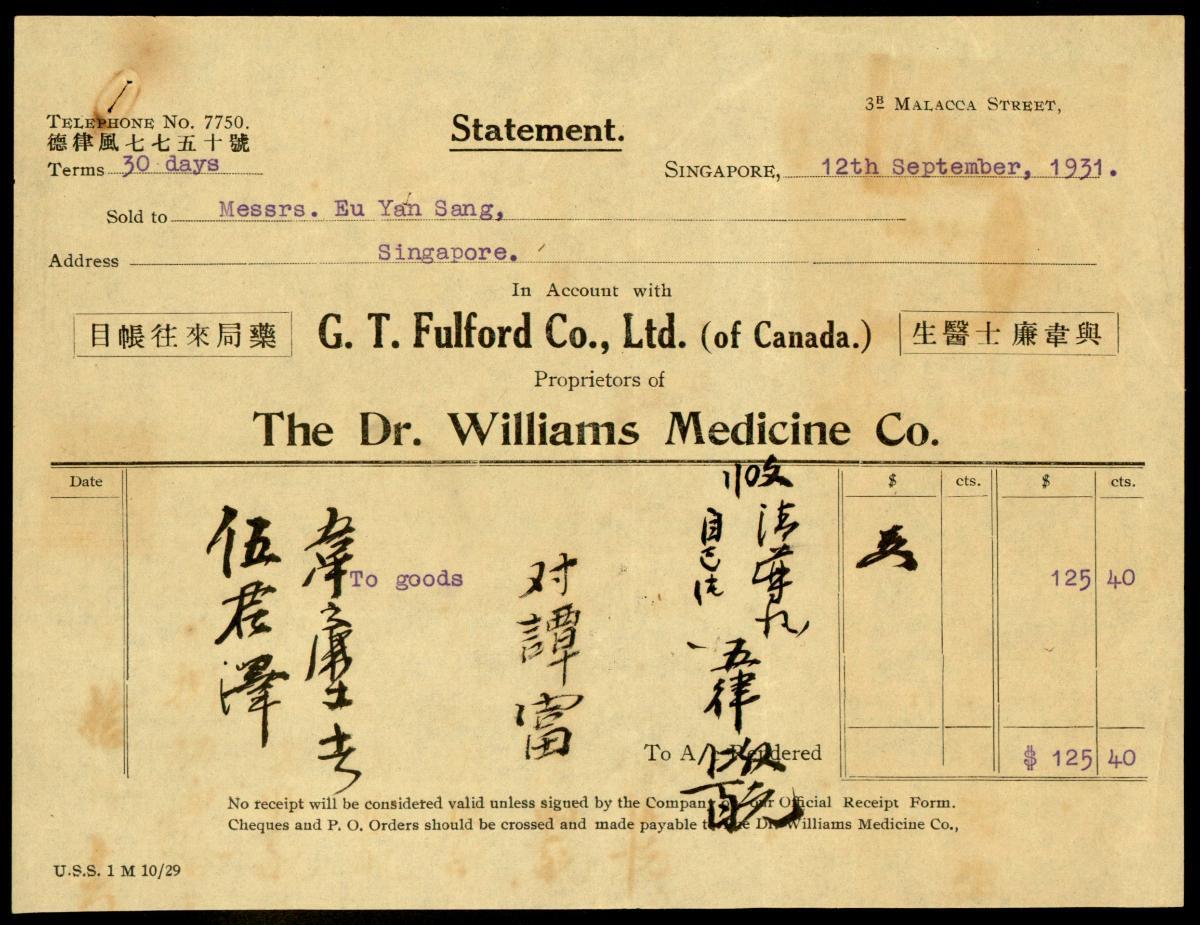 3B MALACCA STREET,
TELEPHONE NO. 7750.
德律風七七五十號
Statement.
Terms 30 days
SINGAPORE, 12th September, 1931.
Sold to Messrs. Eu Yan Sang,
Address Singapore.
In Account with
目帳往來局藥
G. T. Fulford Co., Ltd. (of Canada.)
生醫士廉韋與
Proprietors of
The Dr. Williams Medicine Co.
Date
$ cts. $ cts.
伍君澤
To goods 125 40
对譚富
五律
To A/c Rendered $ 125 40
No receipt will be considered valid unless signed by the Company on our Official Receipt Form.
Cheques and P. O. Orders should be crossed and made payable to The Dr. Williams Medicine Co.,
U.S.S. 1 M 10/29